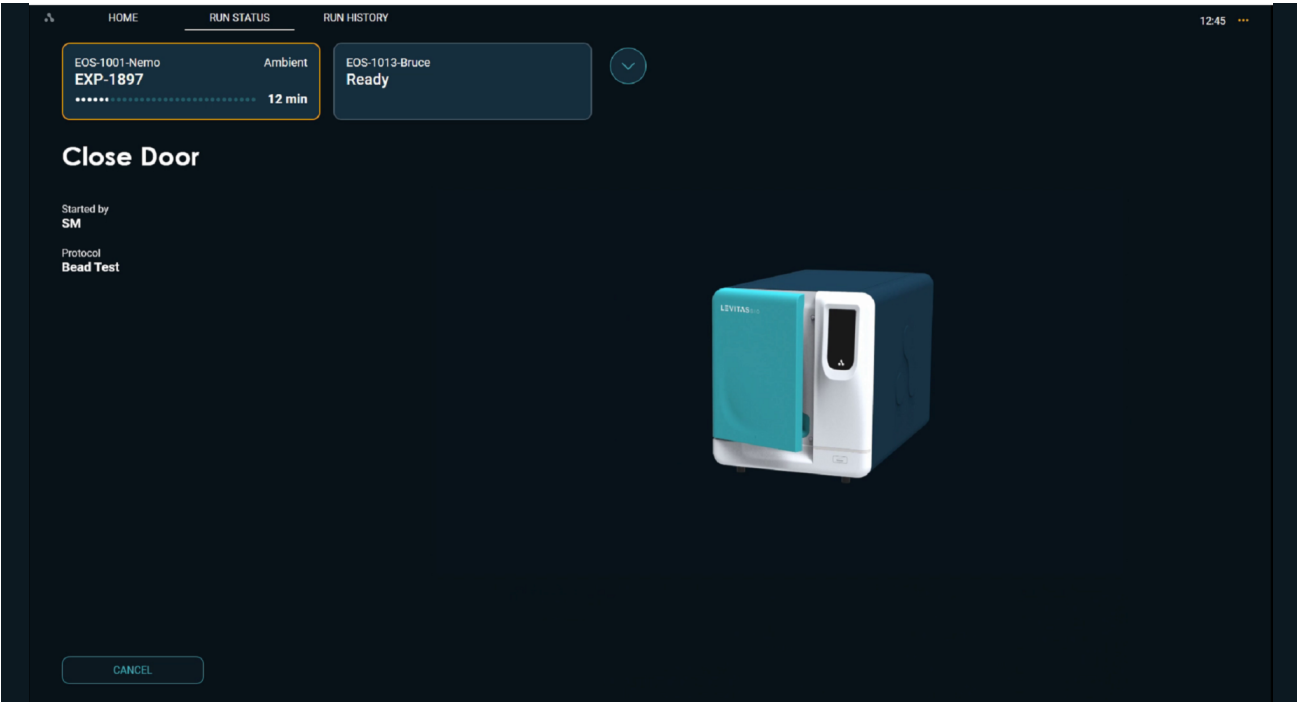 HOME RUN STATUS RUN HISTORY 12:45
EOS-1001-Nemo Ambient
EXP-1897
12 min
EOS-1013-Bruce
Ready
Close Door
Started by
SM
Protocol
Bead Test
LEVITAS
CANCEL